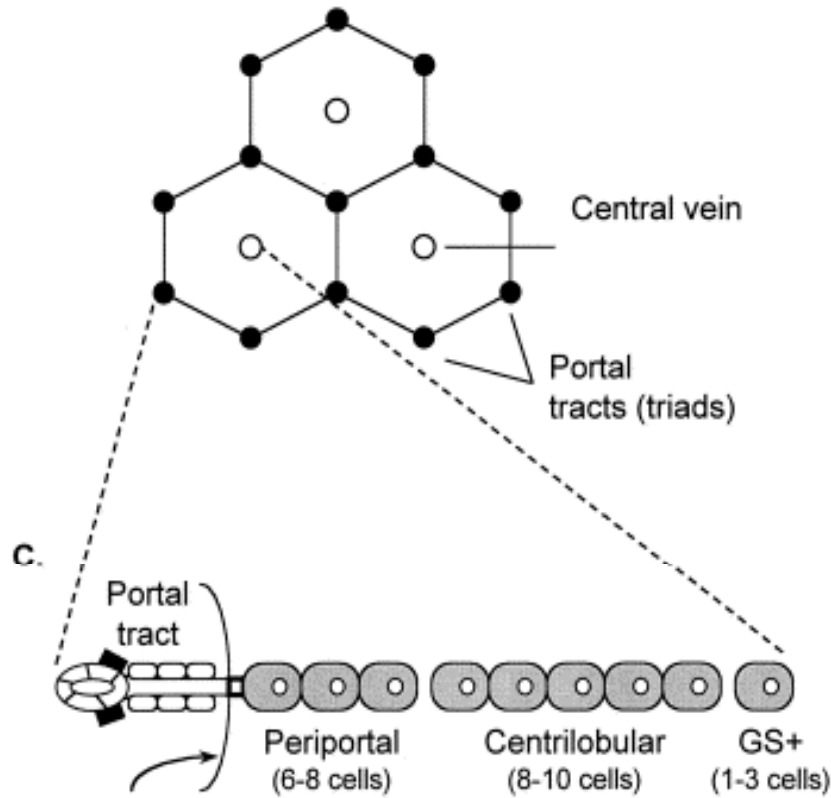 Central vein
Portal
tracts (triads)
C.
Portal
tract
Periportal
(6-8 cells)
Centrilobular
(8-10 cells)
GS+
(1-3 cells)